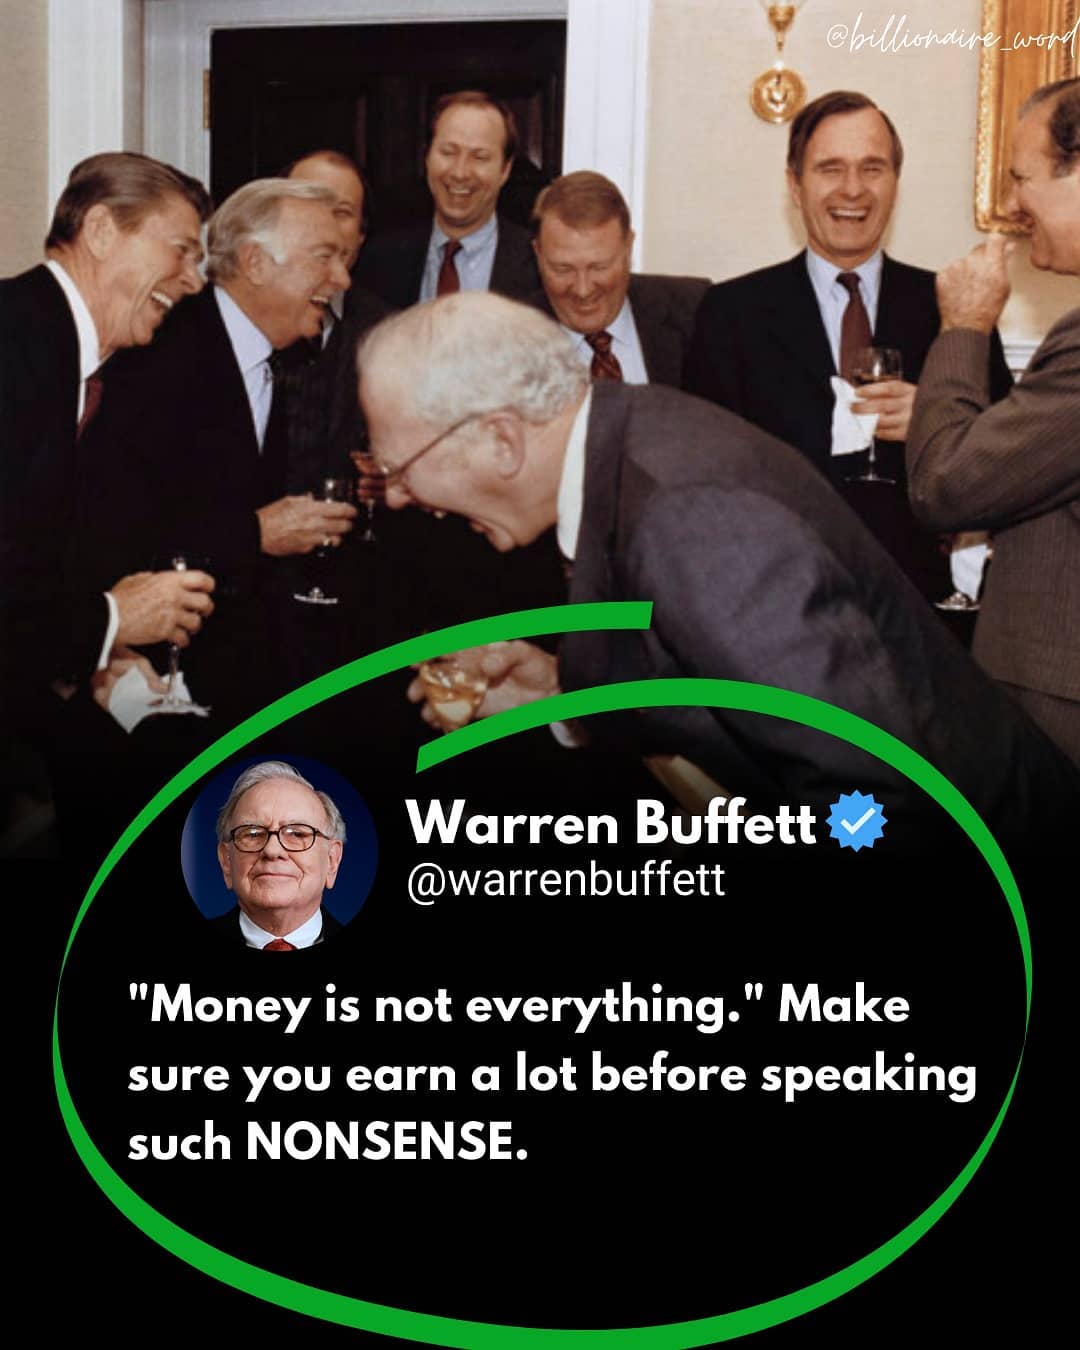 @billionaire_word
Warren Buffett
@warrenbuffett
"Money is not everything." Make
sure you earn a lot before speaking
such NONSENSE.